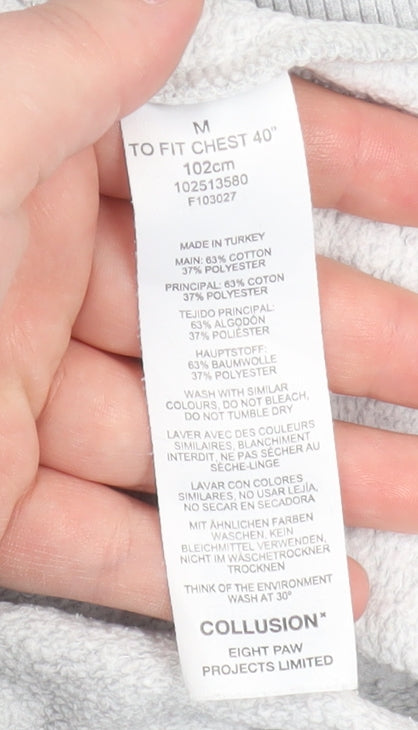 M
TO FIT CHEST 40"
102cm
102513580
F103027
MADE IN TURKEY
MAIN: 63% COTTON
37% POLYESTER
PRINCIPAL: 63% COTON
37% POLYESTER
TEJIDO PRINCIPAL:
63% ALGODÓN
37% POLIÉSTER
HAUPTSTOFF:
63% BAUMWOLLE
37% POLYESTER
WASH WITH SIMILAR
COLOURS, DO NOT BLEACH,
DO NOT TUMBLE DRY
LAVER AVEC DES COULEURS
SIMILAIRES, BLANCHIMENT
INTERDIT, NE PAS SÉCHER AU
SÈCHE-LINGE
LAVAR CON COLORES
SIMILARES, NO USAR LEJÍA,
NO SECAR EN SECADORA
MIT ÄHNLICHEN FARBEN
WASCHEN, KEIN
BLEICHMITTEL VERWENDEN,
NICHT IM WÄSCHETROCKNER
TROCKNEN
THINK OF THE ENVIRONMENT
WASH AT 30°
COLLUSION×
EIGHT PAW
PROJECTS LIMITED